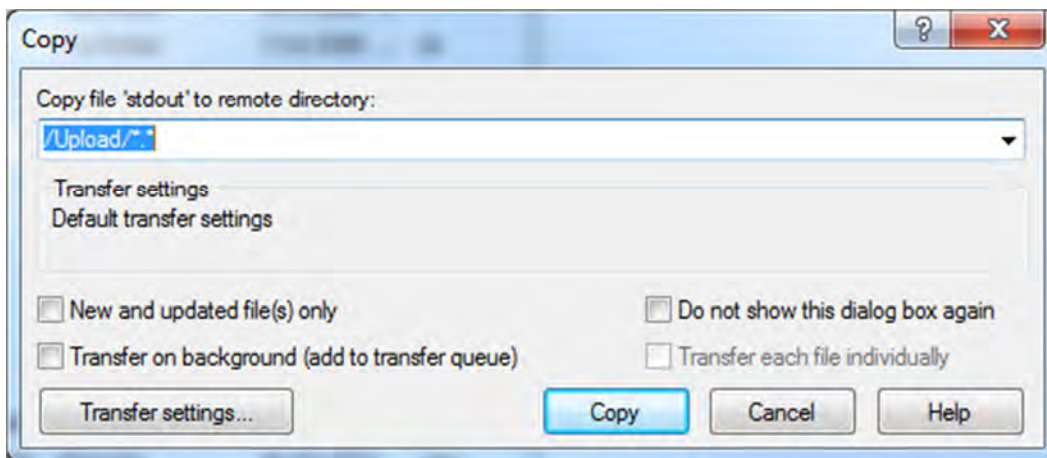 Copy
?
X
Copy file 'stdout' to remote directory:
/Upload/*.*
Transfer settings
Default transfer settings
New and updated file(s) only
Do not show this dialog box again
Transfer on background (add to transfer queue)
Transfer each file individually
Transfer settings...
Copy
Cancel
Help